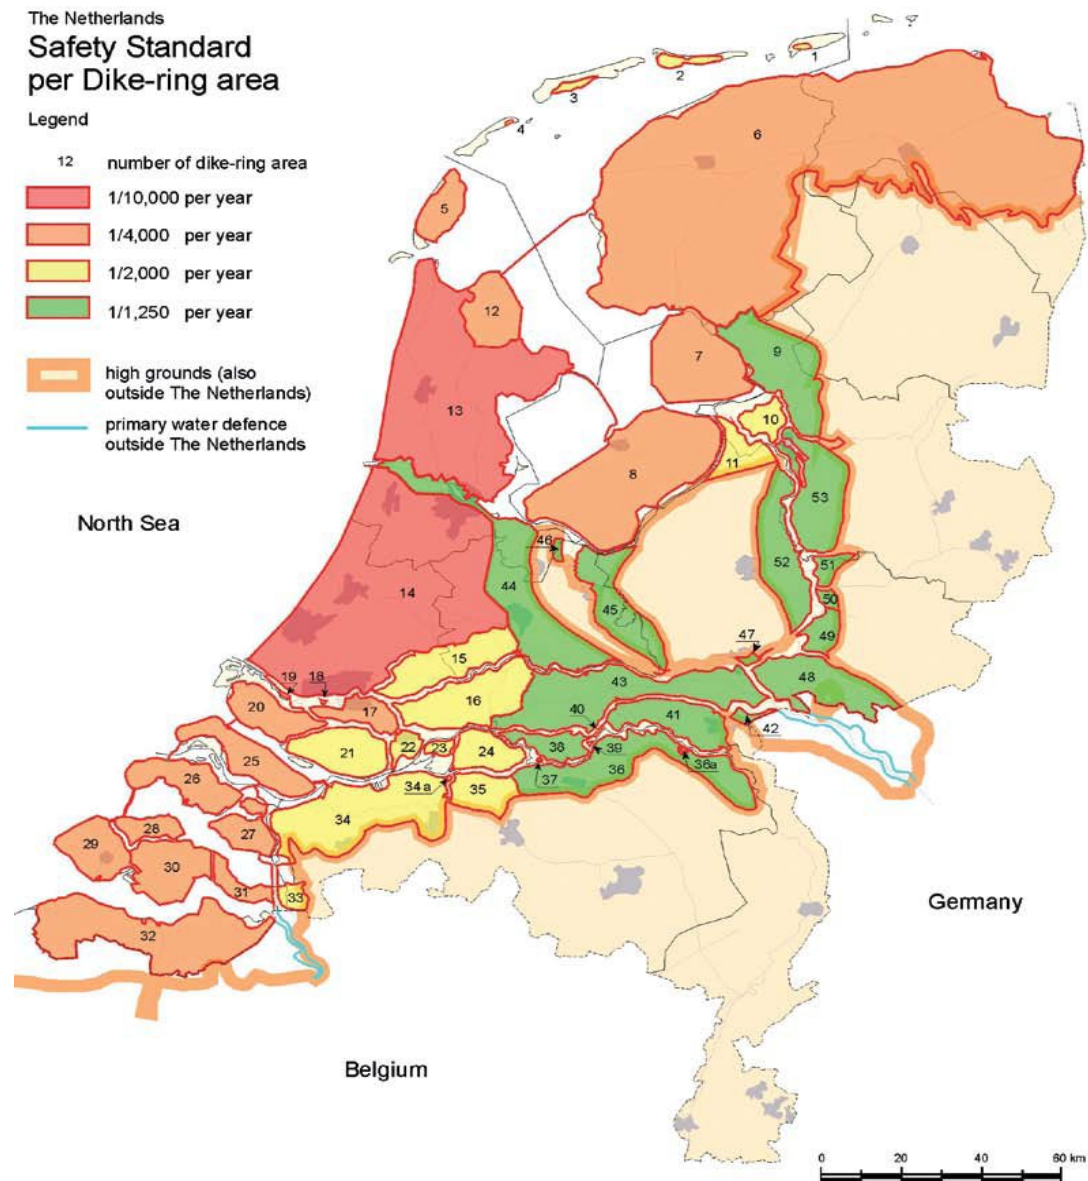 The Netherlands
Safety Standard
per Dike-ring area
Legend
12 number of dike-ring area
1/10,000 per year
1/4,000 per year
1/2,000 per year
1/1,250 per year
high grounds (also
outside The Netherlands)
primary water defence
outside The Netherlands
North Sea
Germany
Belgium
1
2
3
4
5
6
7
8
9
10
11
12
13
14
15
16
17
18
19
20
21
22
23
24
25
26
27
28
29
30
31
32
33
34
34a
35
36
36a
37
38
39
40
41
42
43
44
45
46
47
48
49
50
51
52
53
0 20 40 60 km